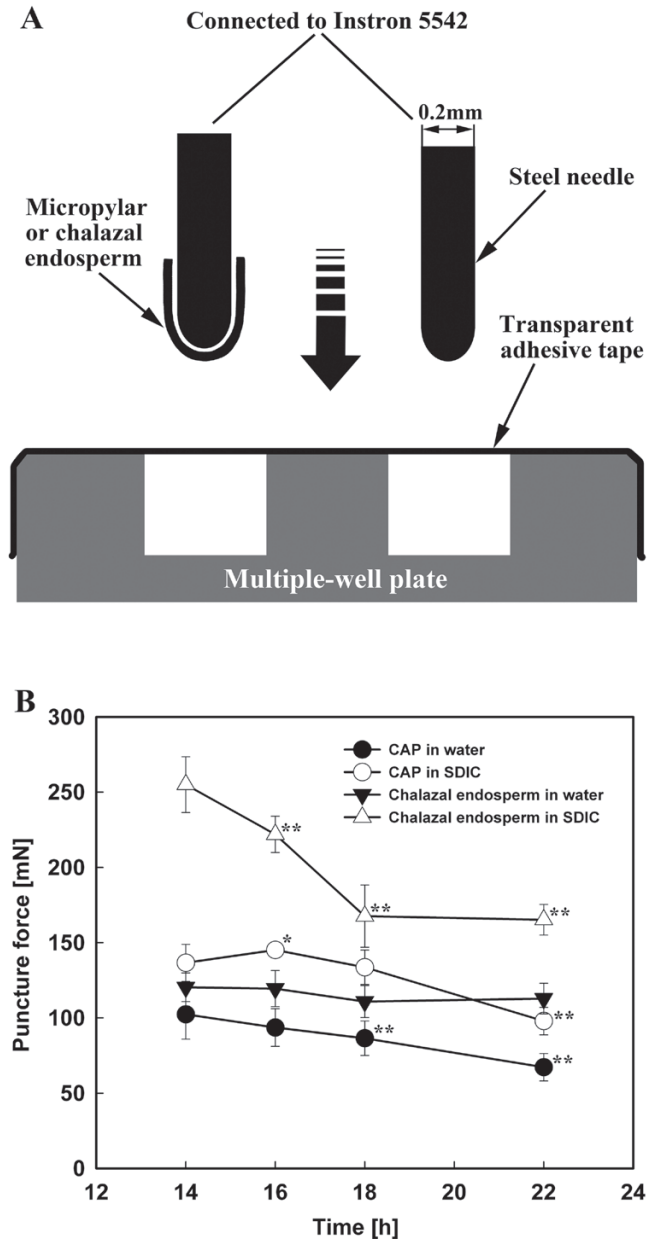 A
Connected to Instron 5542
0.2mm
Steel needle
Micropylar
or chalazal
endosperm
Transparent
adhesive tape
Multiple-well plate
B
300
250
200
150
100
50
0
Puncture force [mN]
CAP in water
CAP in SDIC
Chalazal endosperm in water
Chalazal endosperm in SDIC
**
**
**
*
**
**
**
12 14 16 18 20 22 24
Time [h]